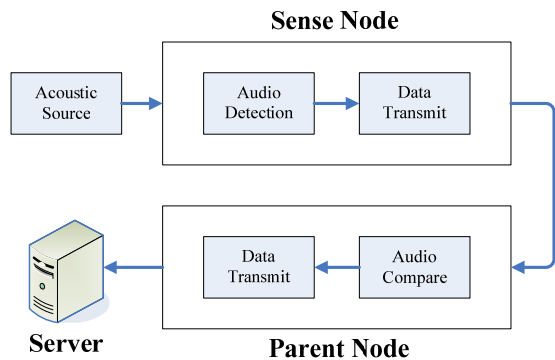 Sense Node
Acoustic
Source
Audio
Detection
Data
Transmit
Data
Transmit
Audio
Compare
Server
Parent Node